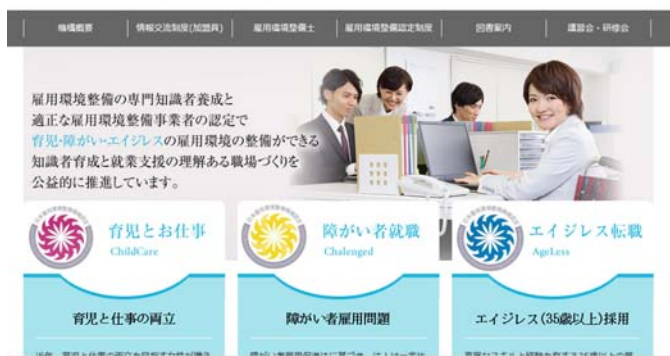 機構概要
情報交流制度(加盟員)
雇用環境整備士
雇用環境整備認定制度
図書案内
講習会・研修会
雇用環境整備の専門知識者養成と
適正な雇用環境整備事業者の認定で
育児・障がい・エイジレスの雇用環境の整備ができる
知識者育成と就業支援の理解ある職場づくりを
公益的に推進しています。
育児とお仕事
ChildCare
障がい者就職
Chalenged
エイジレス転職
AgeLess
育児と仕事の両立
障がい者雇用問題
エイジレス(35歳以上)採用